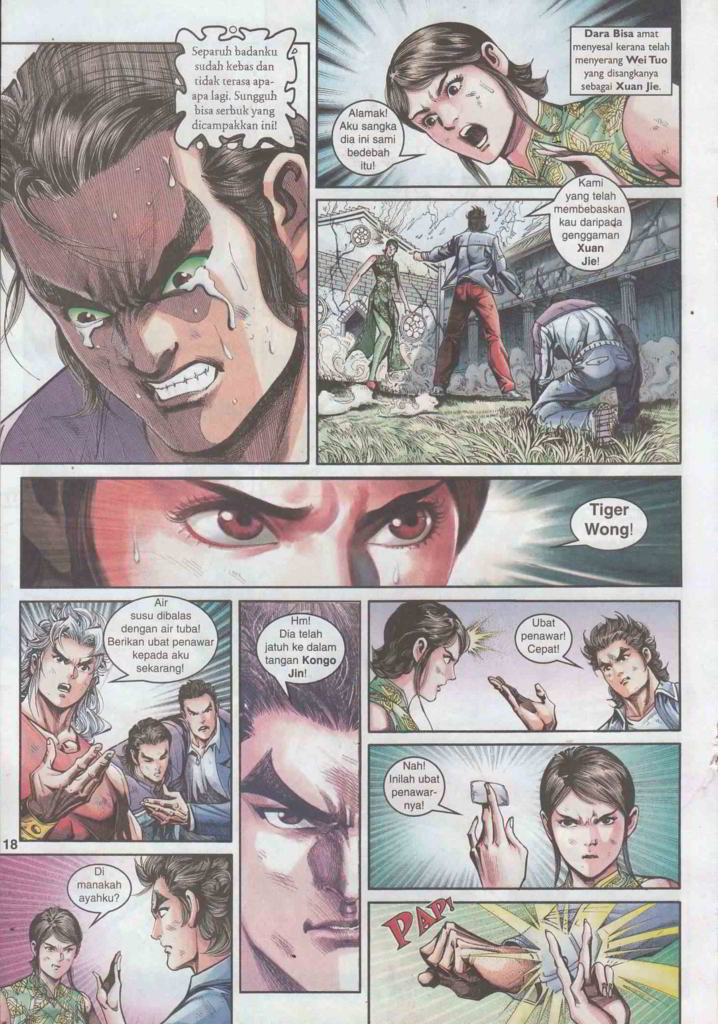 Separuh badanku
sudah kebas dan
tidak terasa apa-
apa lagi. Sungguh
bisa serbuk yang
dicampakkan ini!
Dara Bisa amat
menyesal kerana telah
menyerang Wei Tuo
yang disangkanya
sebagai Xuan Jie.
Alamak!
Aku sangka
dia ini sami
bedebah
itu!
Kami
yang telah
membebaskan
kau daripada
genggaman
Xuan
Jie!
Tiger
Wong!
Air
susu dibalas
dengan air tuba!
Berikan ubat penawar
kepada aku
sekarang!
Hm!
Dia telah
jatuh ke dalam
tangan Kongo
Jin!
Ubat
penawar!
Cepat!
Nah!
Inilah ubat
penawar-
nya!
18
Di
manakah
ayahku?
PAP!